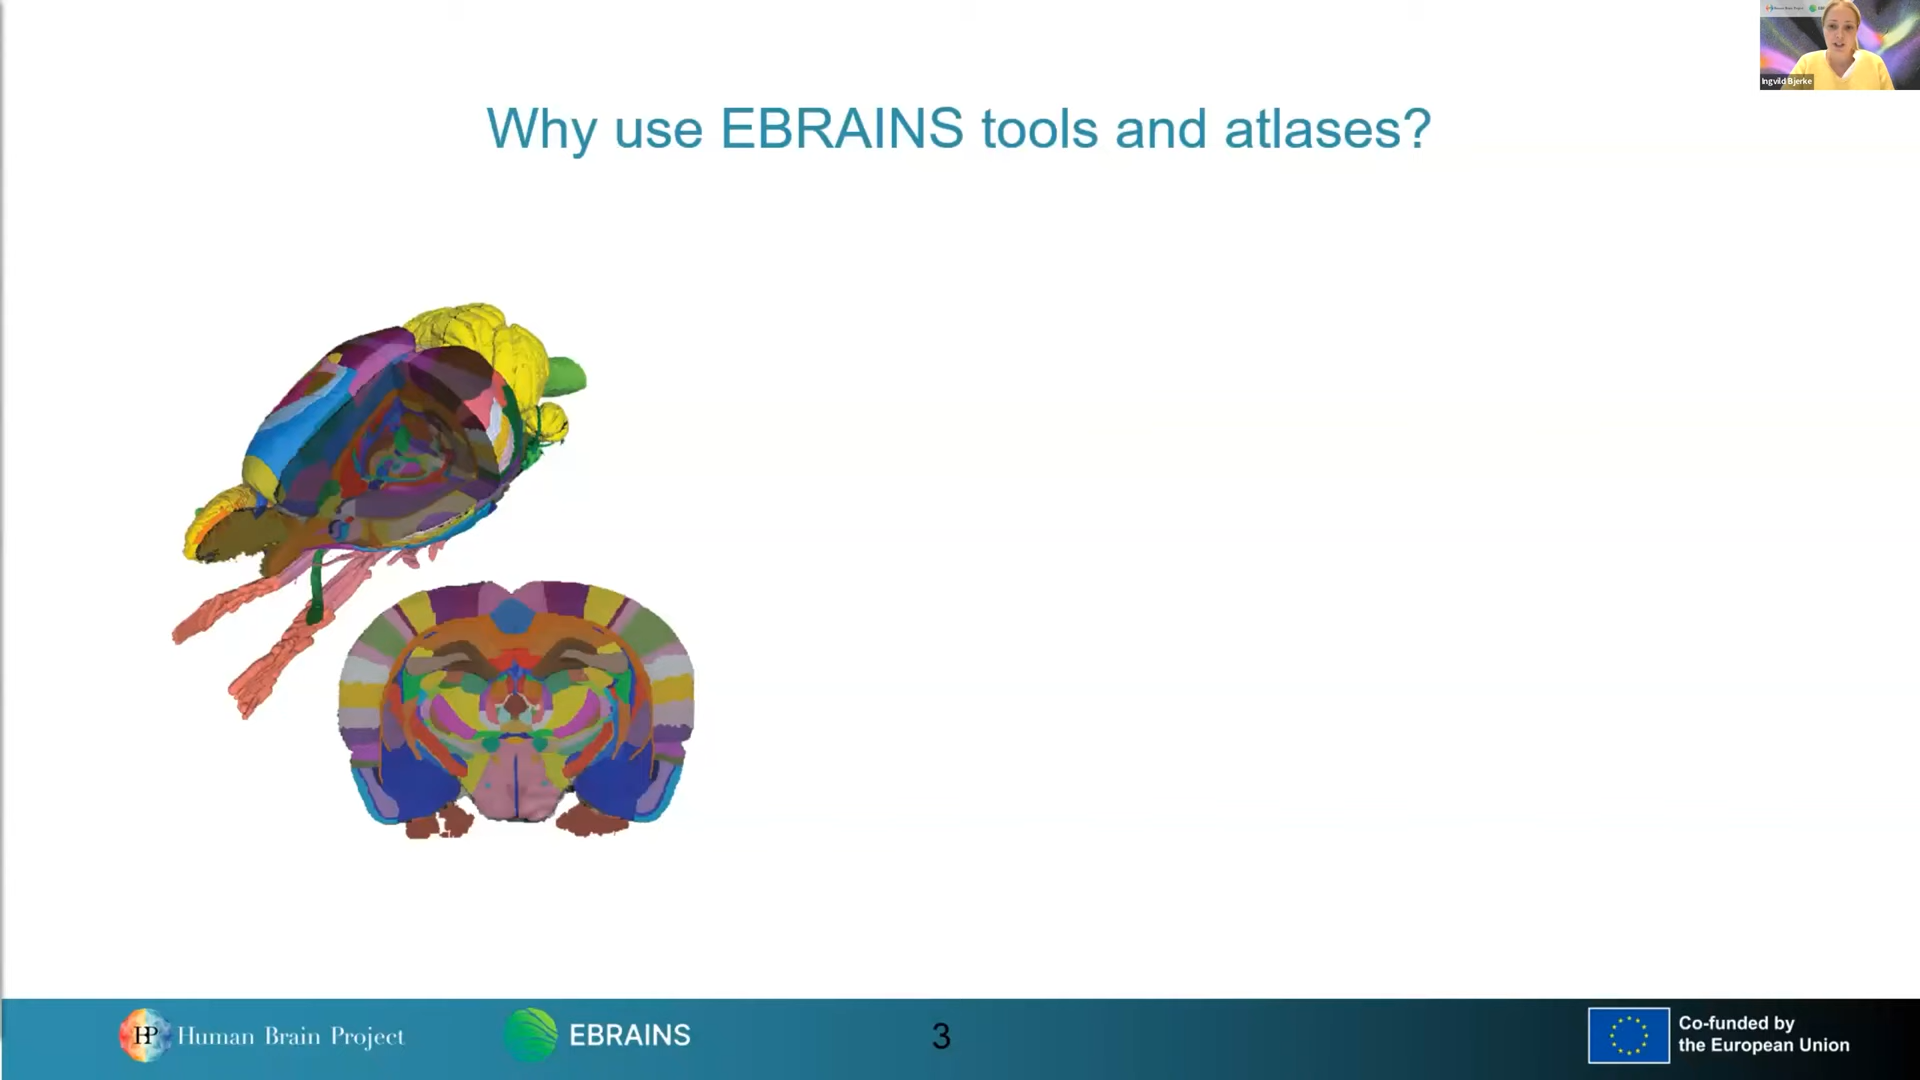 Ingvild Bjerke
Why use EBRAINS tools and atlases?
HP Human Brain Project
EBRAINS
3
Co-funded by
the European Union